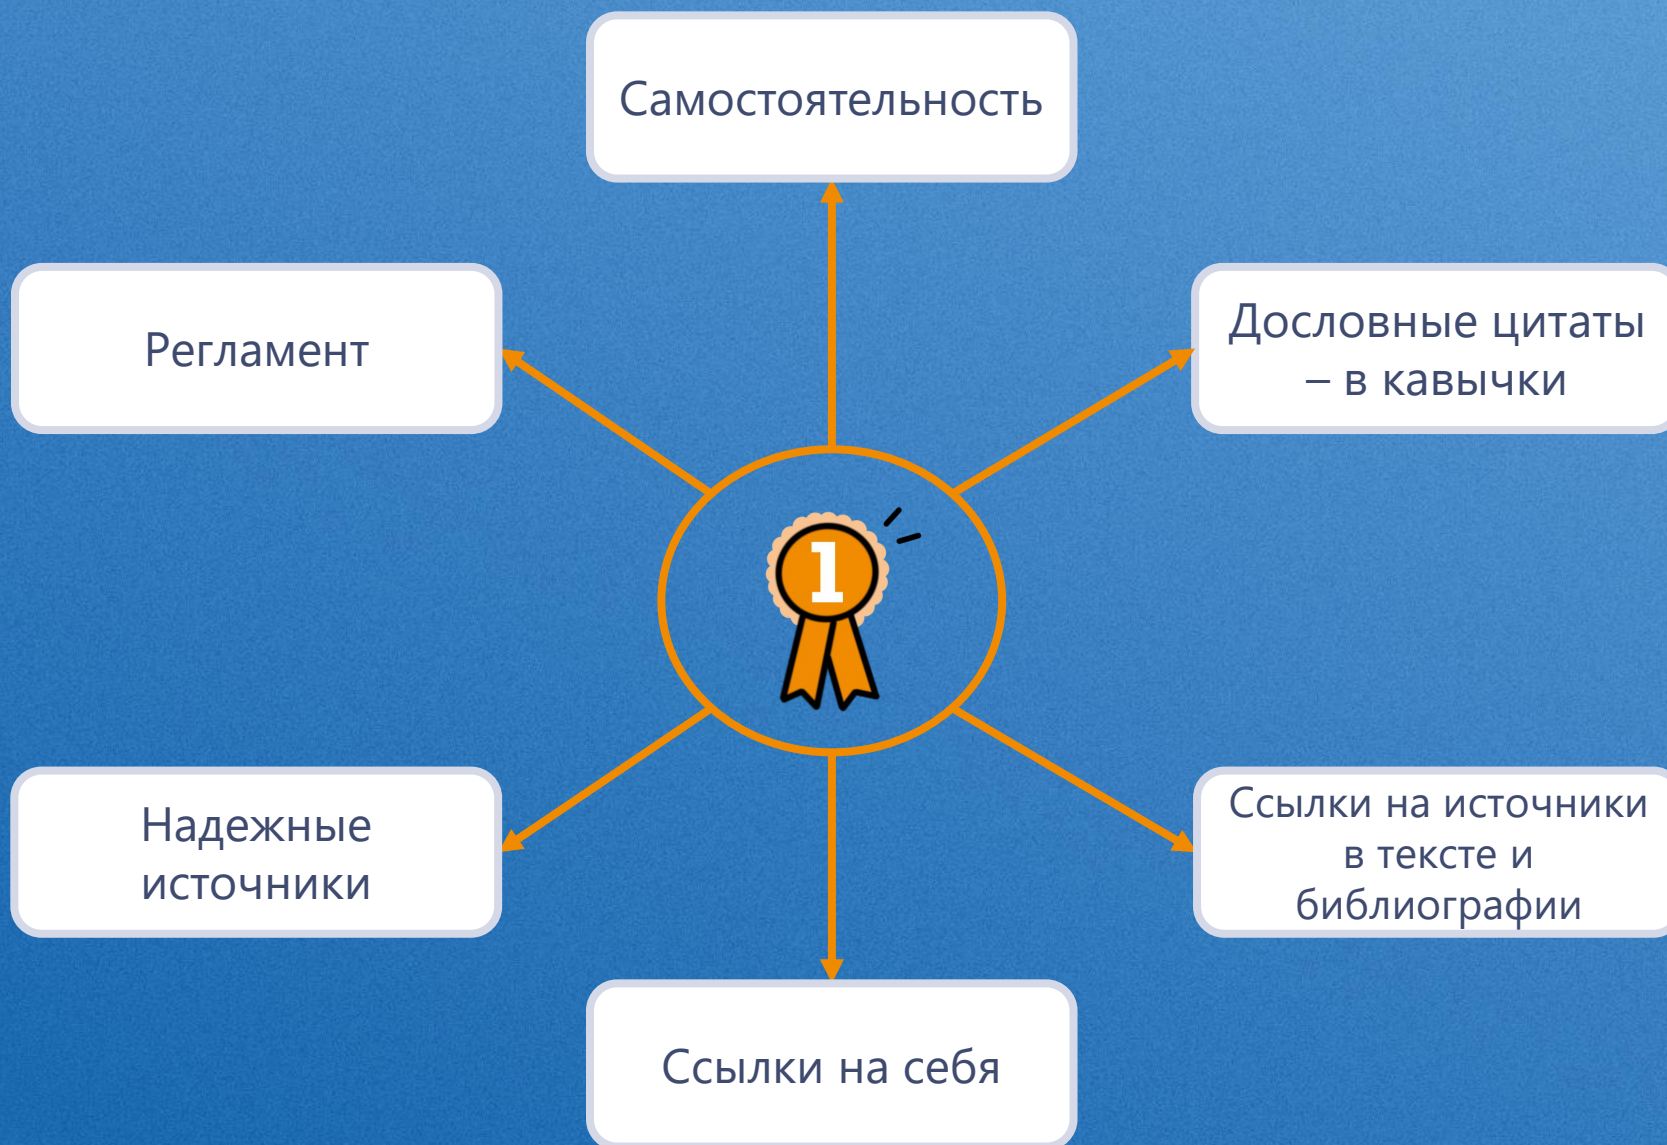 Самостоятельность
Регламент
Дословные цитаты
– в кавычки
1
Надежные
источники
Ссылки на источники
в тексте и
библиографии
Ссылки на себя